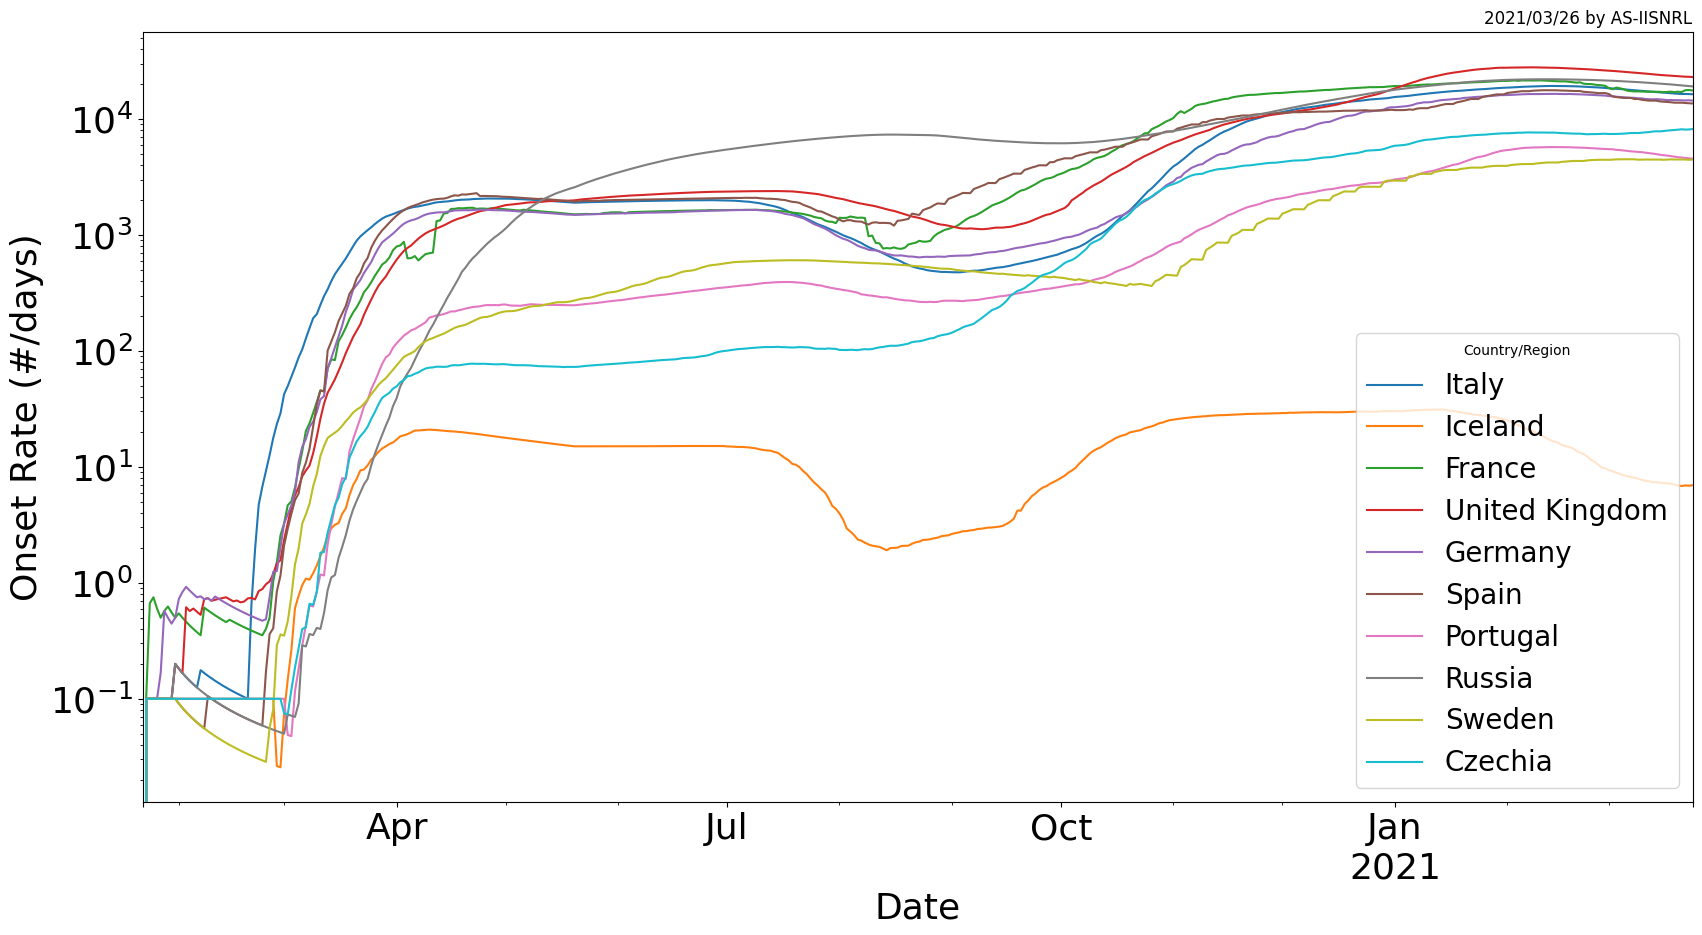 2021/03/26 by AS-IISNRL
Onset Rate (#/days)
10^4
10^3
10^2
10^1
10^0
10^−1
Country/Region
Italy
Iceland
France
United Kingdom
Germany
Spain
Portugal
Russia
Sweden
Czechia
Apr Jul Oct Jan
2021
Date